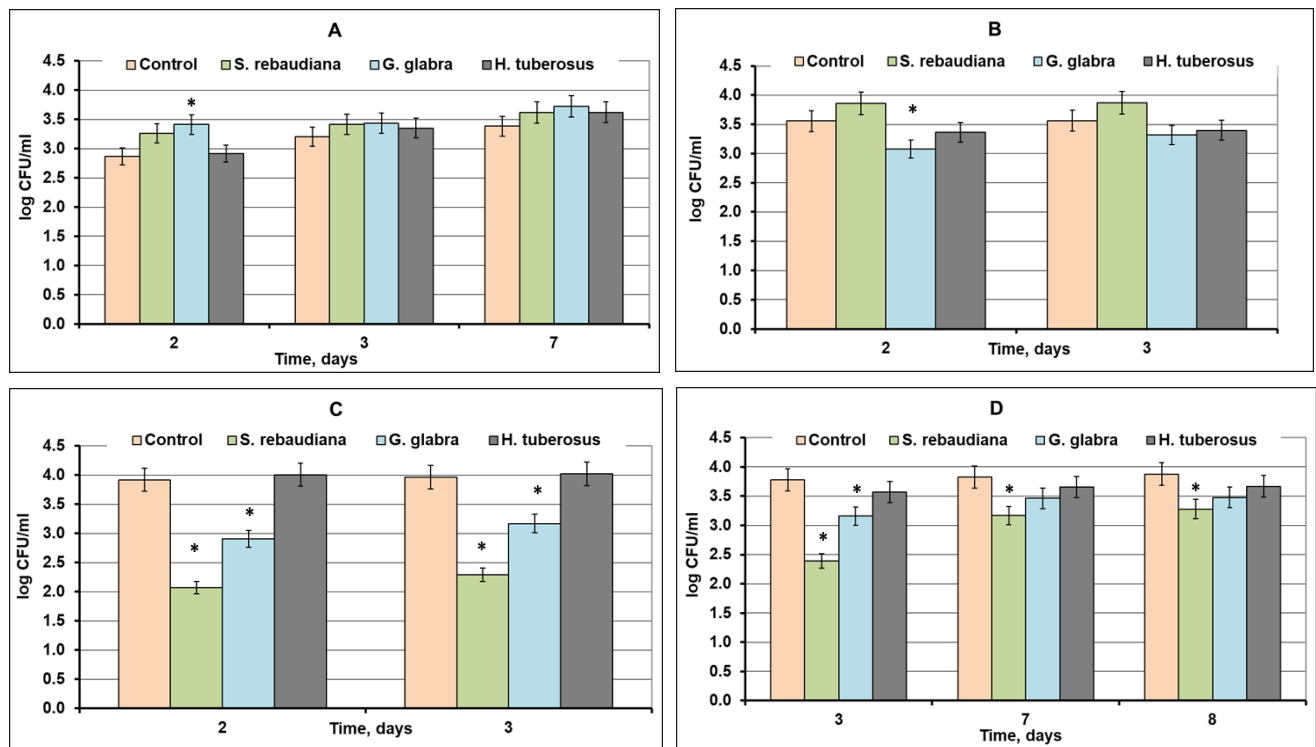 A
4.5
Control S. rebaudiana G. glabra H. tuberosus
4.0
*
3.5
3.0
2.5
2.0
1.5
1.0
0.5
0.0
log CFU/ml
2 3 7
Time, days
B
4.5
Control S. rebaudiana G. glabra H. tuberosus
4.0
*
3.5
3.0
2.5
2.0
1.5
1.0
0.5
0.0
log CFU/ml
2 Time, days 3
C
4.5
Control S. rebaudiana G. glabra H. tuberosus
4.0
3.5
* *
3.0
* *
2.5
2.0
1.5
1.0
0.5
0.0
log CFU/ml
2 Time, days 3
D
4.5
Control S. rebaudiana G. glabra H. tuberosus
4.0
* * *
3.5
3.0
*
2.5
2.0
1.5
1.0
0.5
0.0
log CFU/ml
3 7 8
Time, days